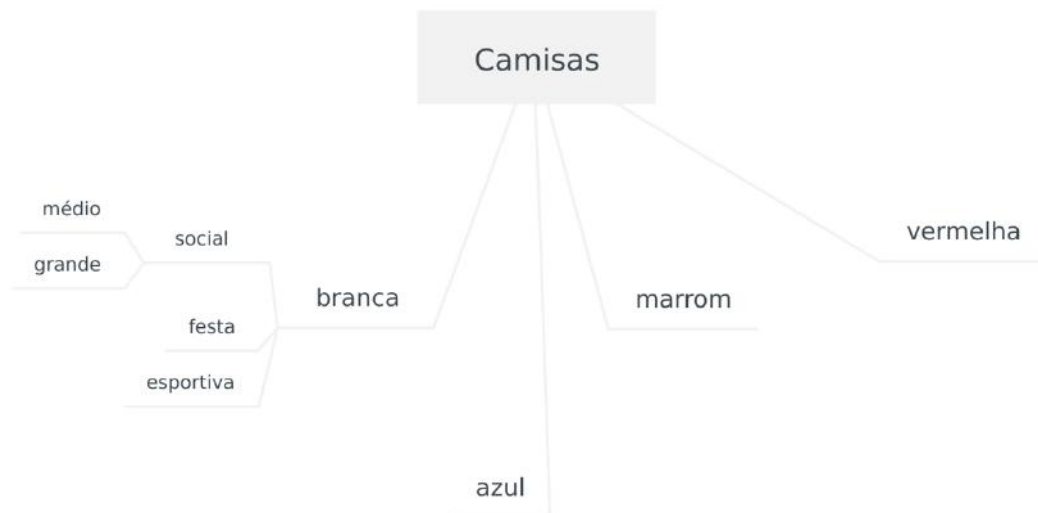 Camisas
médio
social
grande
branca
festa
esportiva
azul
marrom
vermelha